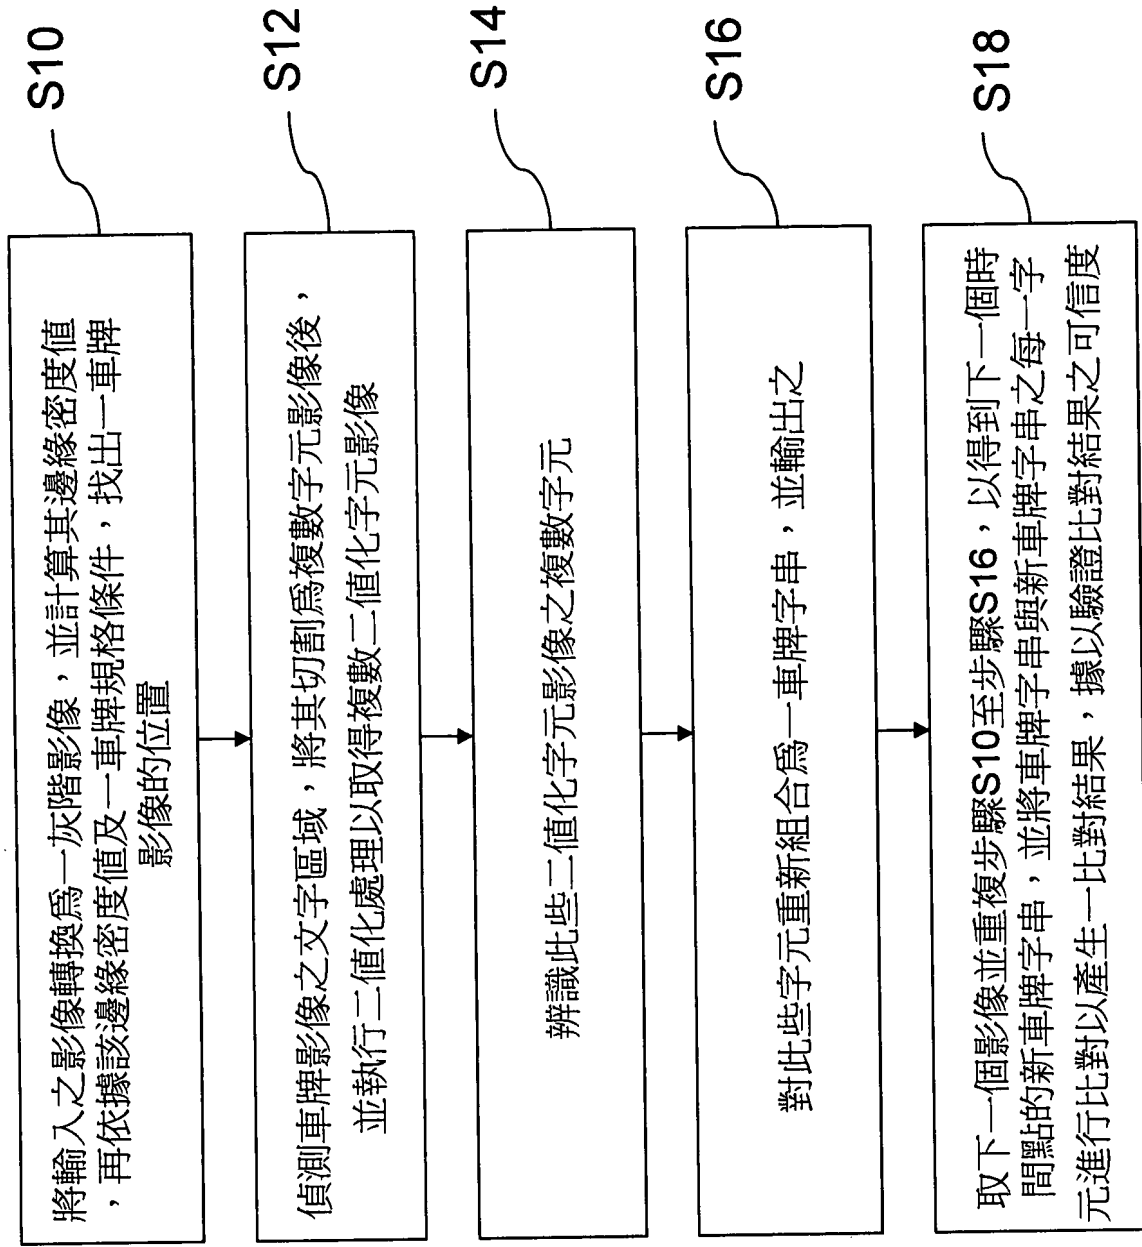 S10
將輸入之影像轉換爲一灰階影像，並計算其邊緣密度值
，再依據該邊緣密度值及一車牌規格條件，找出一車牌
影像的位置
S12
偵測車牌影像之文字區域，將其切割爲複數字元影像後，
並執行二值化處理以取得複數二值化字元影像
S14
辨識此些二值化字元影像之複數字元
S16
對此些字元重新組合爲一車牌字串，並輸出之
S18
取下一個影像並重複步驟S10至步驟S16，以得到下一個時
間點的新車牌字串，並將車牌字串與新車牌字串之每一字
元進行比對以產生一比對結果，據以驗證比對結果之可信度